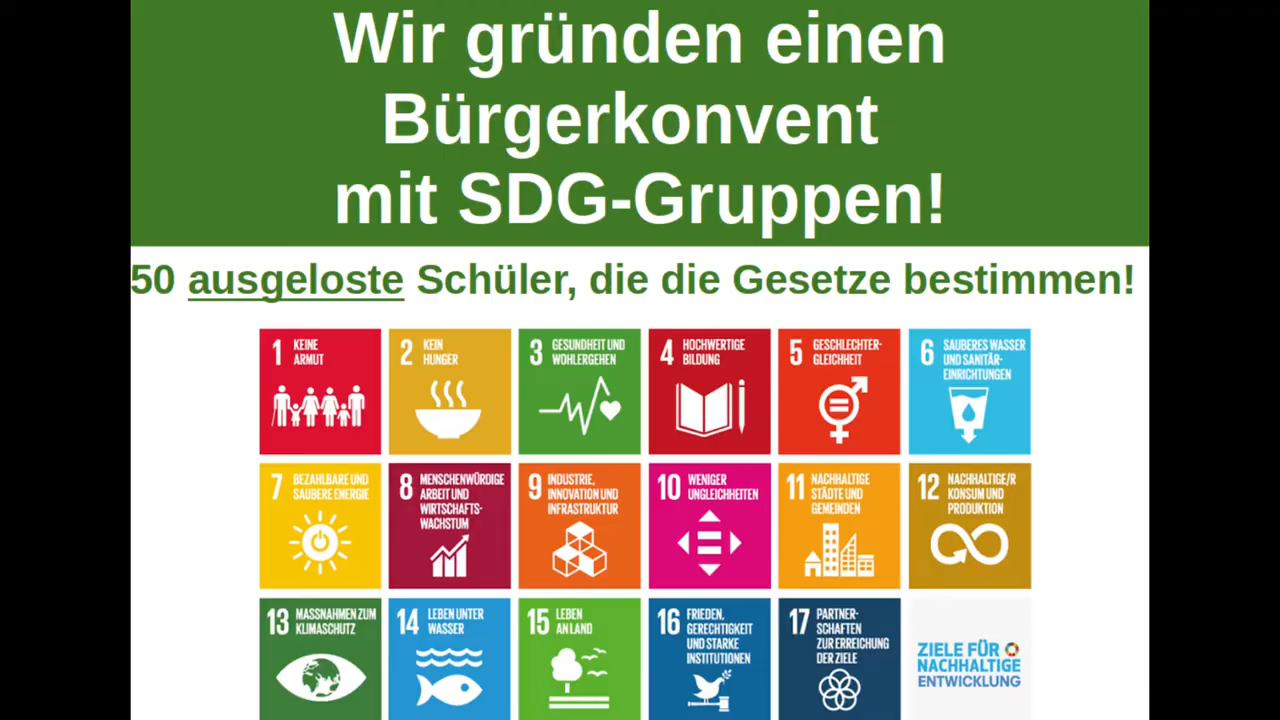 Wir gründen einen
Bürgerkonvent
mit SDG-Gruppen!
50 ausgeloste Schüler, die die Gesetze bestimmen!
1 KEINE
ARMUT
2 KEIN
HUNGER
3 GESUNDHEIT UND
WOHLERGEHEN
4 HOCHWERTIGE
BILDUNG
5 GESCHLECHTER-
GLEICHHEIT
6 SAUBERES WASSER
UND SANITÄR-
EINRICHTUNGEN
7 BEZAHLBARE UND
SAUBERE ENERGIE
8 MENSCHENWÜRDIGE
ARBEIT UND
WIRTSCHAFTS-
WACHSTUM
9 INDUSTRIE,
INNOVATION UND
INFRASTRUKTUR
10 WENIGER
UNGLEICHHEITEN
11 NACHHALTIGE
STÄDTE UND
GEMEINDEN
12 NACHHALTIGE/R
KONSUM UND
PRODUKTION
13 MASSNAHMEN ZUM
KLIMASCHUTZ
14 LEBEN UNTER
WASSER
15 LEBEN
AN LAND
16 FRIEDEN,
GERECHTIGKEIT
UND STARKE
INSTITUTIONEN
17 PARTNER-
SCHAFTEN
ZUR ERREICHUNG
DER ZIELE
ZIELE FÜR
NACHHALTIGE
ENTWICKLUNG